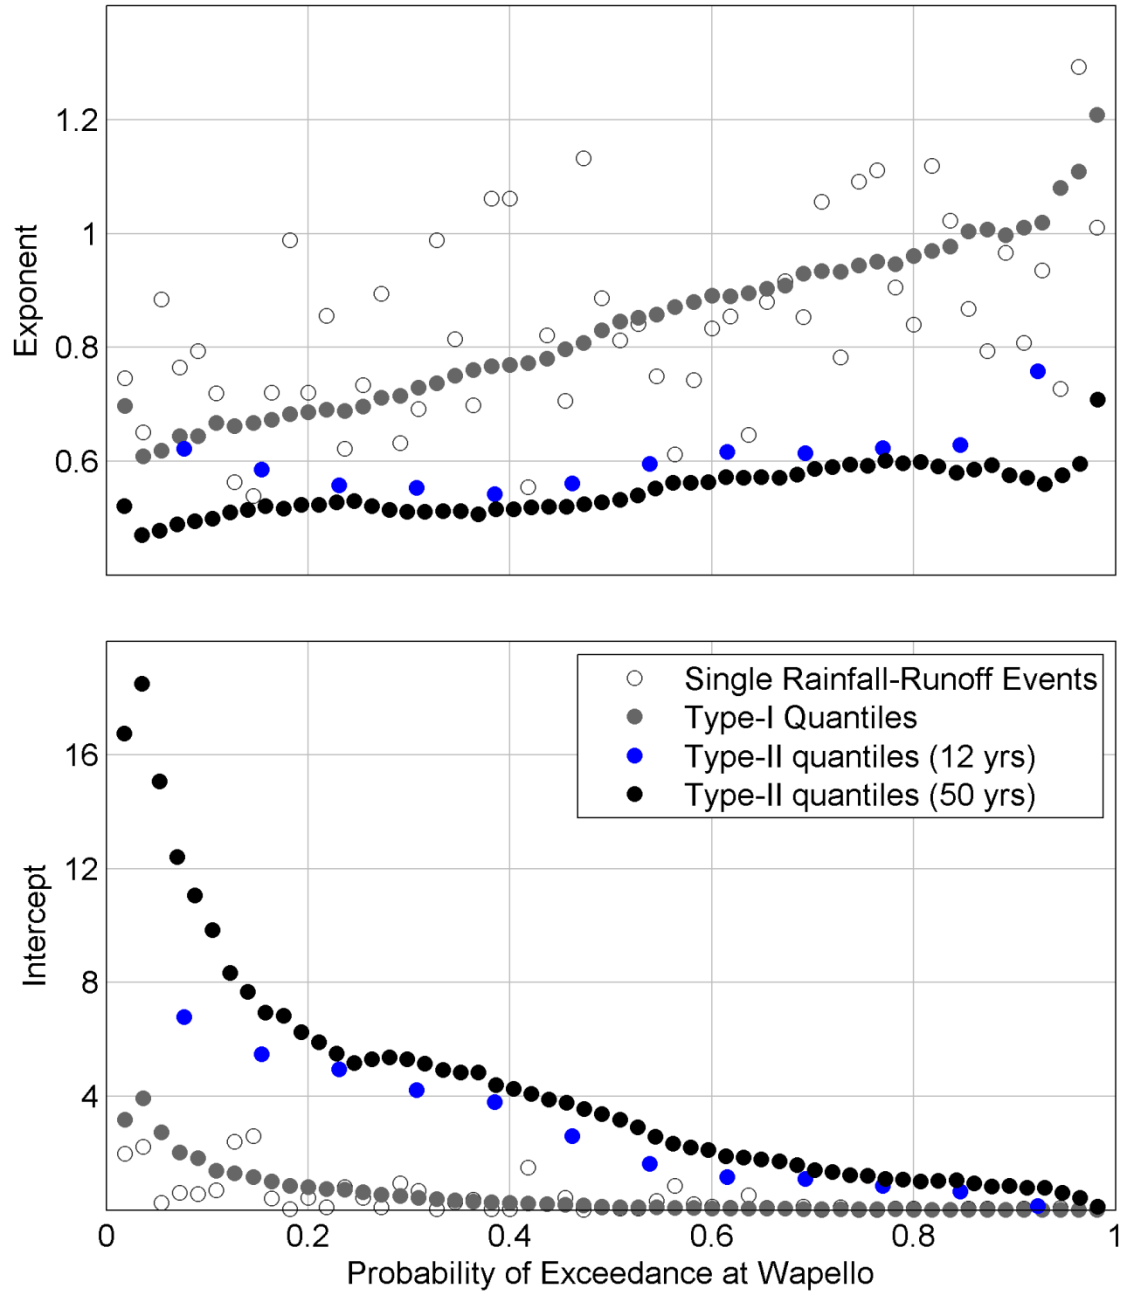 1.2
1
0.8
0.6
Exponent
Single Rainfall-Runoff Events
Type-I Quantiles
Type-II quantiles (12 yrs)
Type-II quantiles (50 yrs)
16
12
8
4
Intercept
0
0.2
0.4
0.6
0.8
1
Probability of Exceedance at Wapello